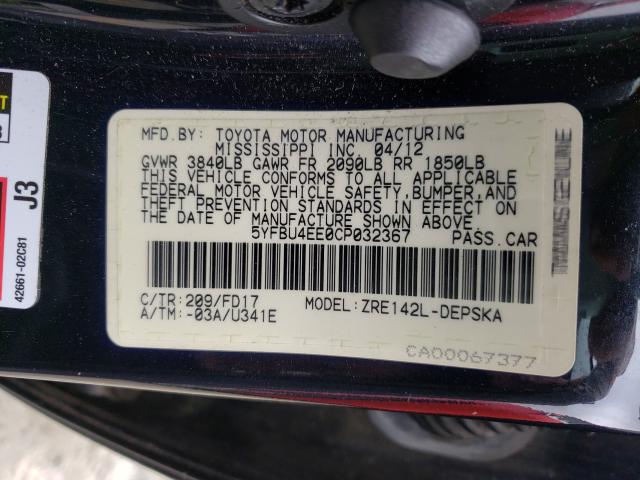 MFD.BY: TOYOTA MOTOR MANUFACTURING
MISSISSIPPI INC 04/12
GVWR 3840LB GAWR FR 2090LB RR 1850LB
THIS VEHICLE CONFORMS TO ALL APPLICABLE
FEDERAL MOTOR VEHICLE SAFETY,BUMPER,AND
THEFT PREVENTION STANDARDS IN EFFECT ON
THE DATE OF MANUFACTURE SHOWN ABOVE.
5YFBU4EE0CP032367 PASS.CAR
C/TR:209/FD17 MODEL:ZRE142L-DEPSKA
A/TM:-03A/U341E
CA00067377
J3
42661-02C81